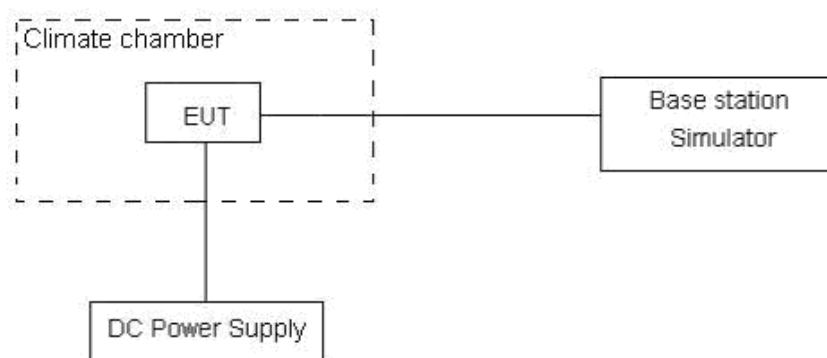 Climate chamber
EUT
Base station
Simulator
DC Power Supply